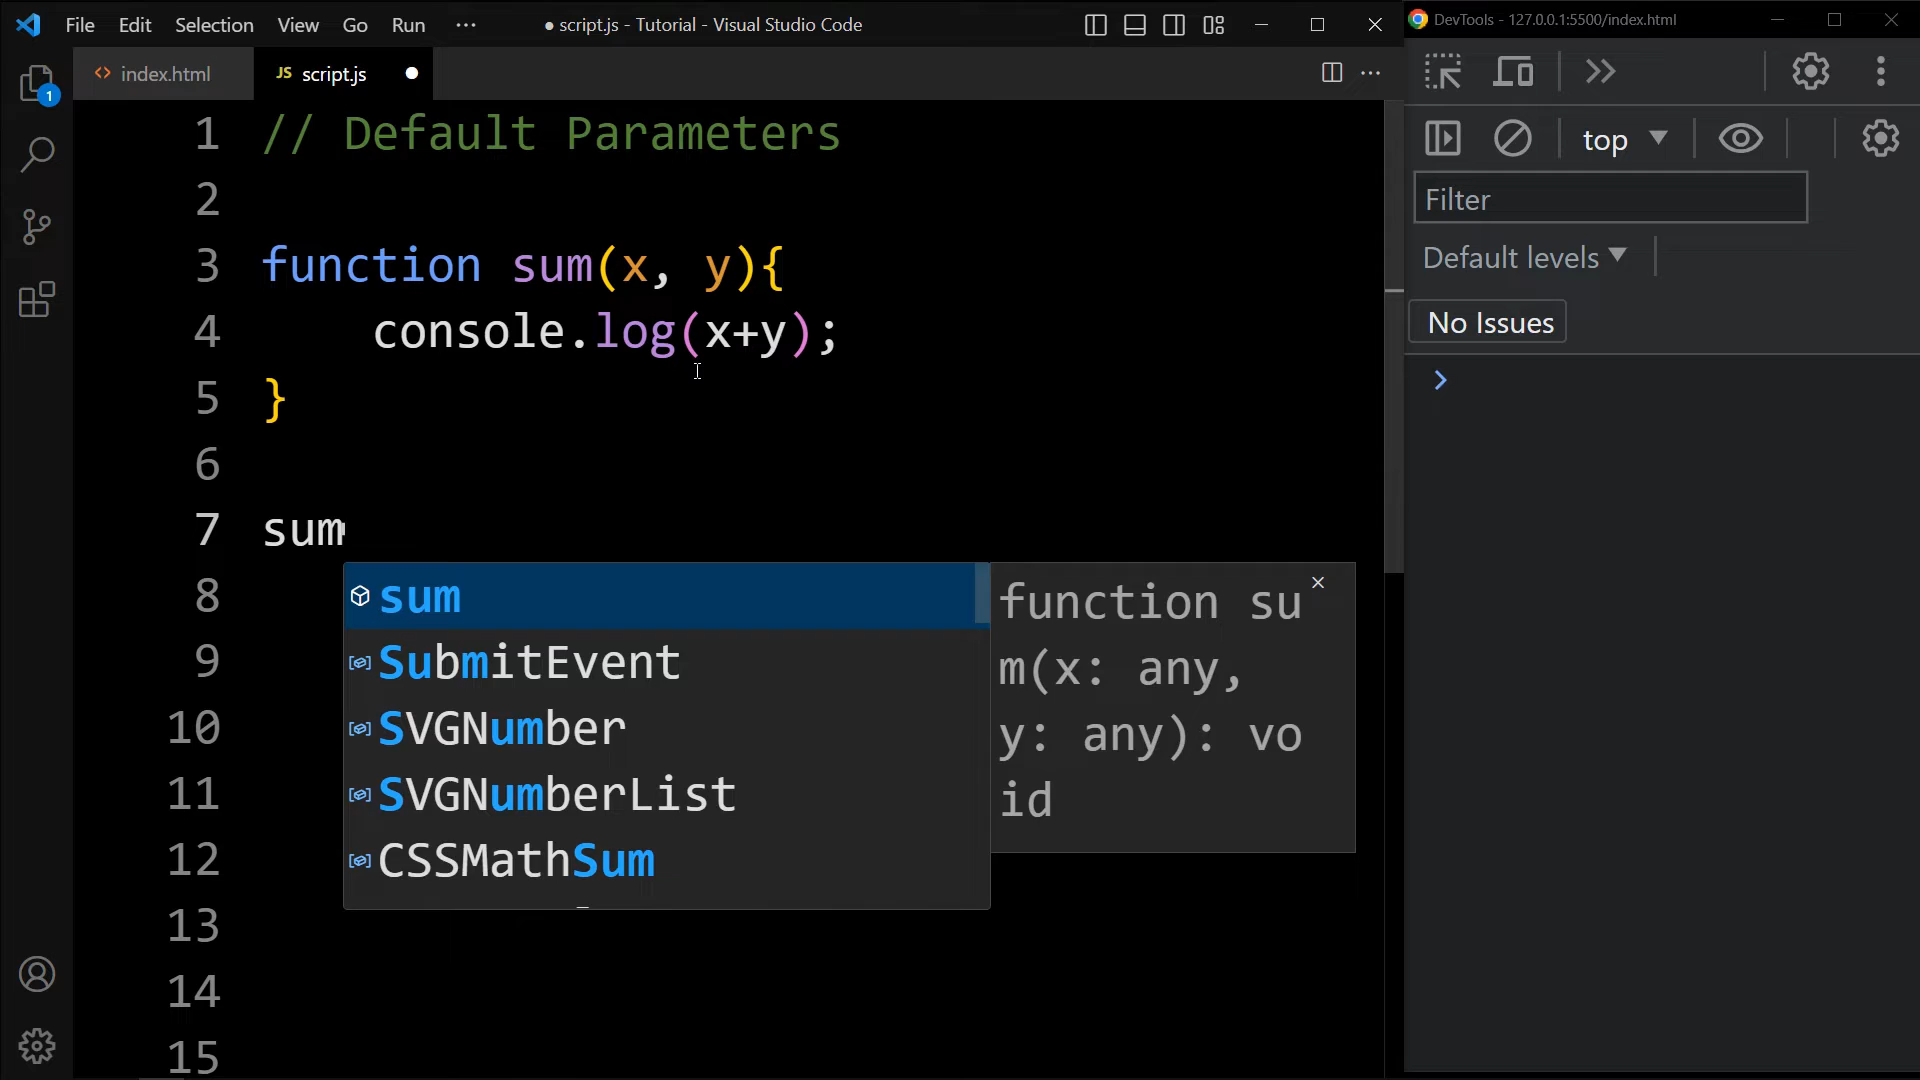 File Edit Selection View Go Run ··· ● script.js - Tutorial - Visual Studio Code
DevTools - 127.0.0.1:5500/index.html
<> index.html
JS script.js
1
1 // Default Parameters
2
3 function sum(x, y){
4 console.log(x+y);
5 }
6
7 sum
8
9
10
11
12
13
14
15
sum
SubmitEvent
SVGNumber
SVGNumberList
CSSMathSum
function su
m(x: any,
y: any): vo
id
top
Filter
Default levels
No Issues